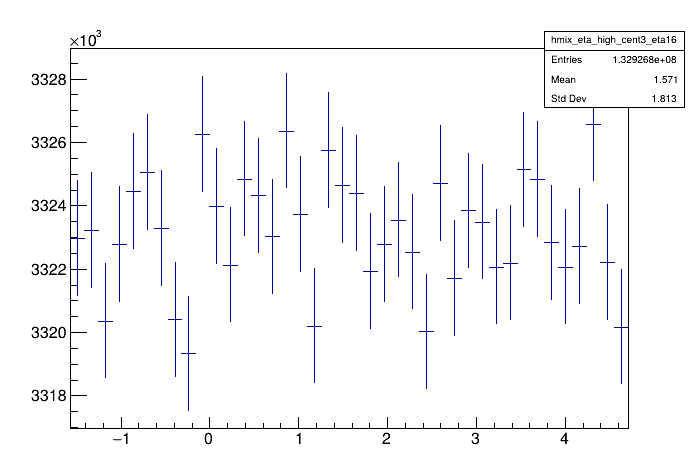 ×10³
hmix_eta_high_cent3_eta16
Entries 1.329268e+08
Mean 1.571
Std Dev 1.813
3328
3326
3324
3322
3320
3318
−1 0 1 2 3 4